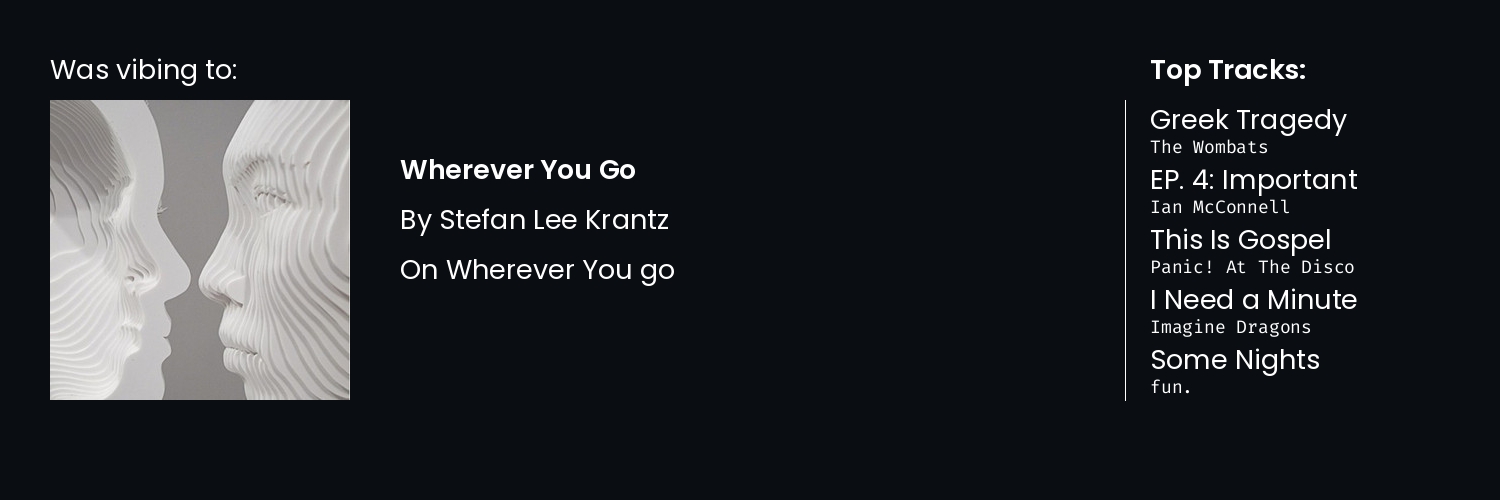 Was vibing to:
Wherever You Go
By Stefan Lee Krantz
On Wherever You go
Top Tracks:
Greek Tragedy
The Wombats
EP. 4: Important
Ian McConnell
This Is Gospel
Panic! At The Disco
I Need a Minute
Imagine Dragons
Some Nights
fun.